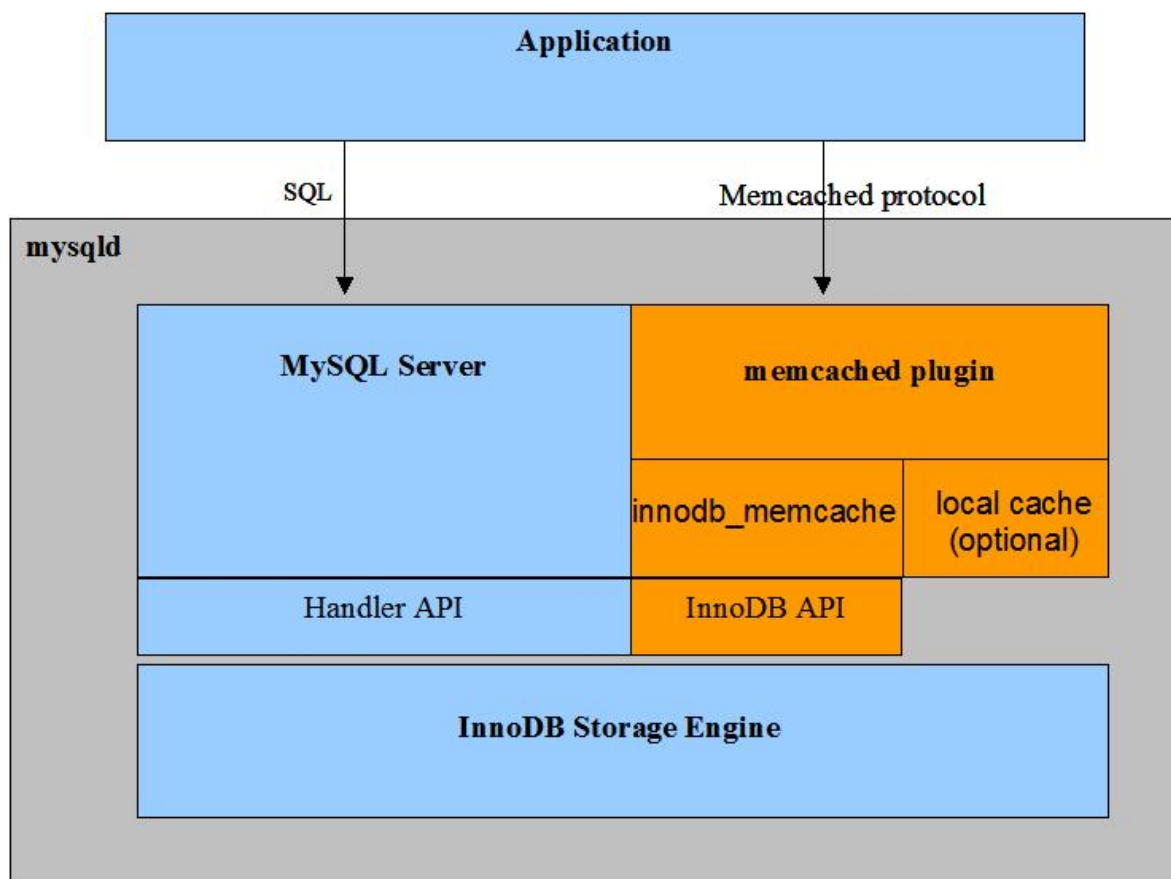 Application
SQL
Memcached protocol
mysqld
MySQL Server
memcached plugin
innodb_memcache
local cache
(optional)
Handler API
InnoDB API
InnoDB Storage Engine